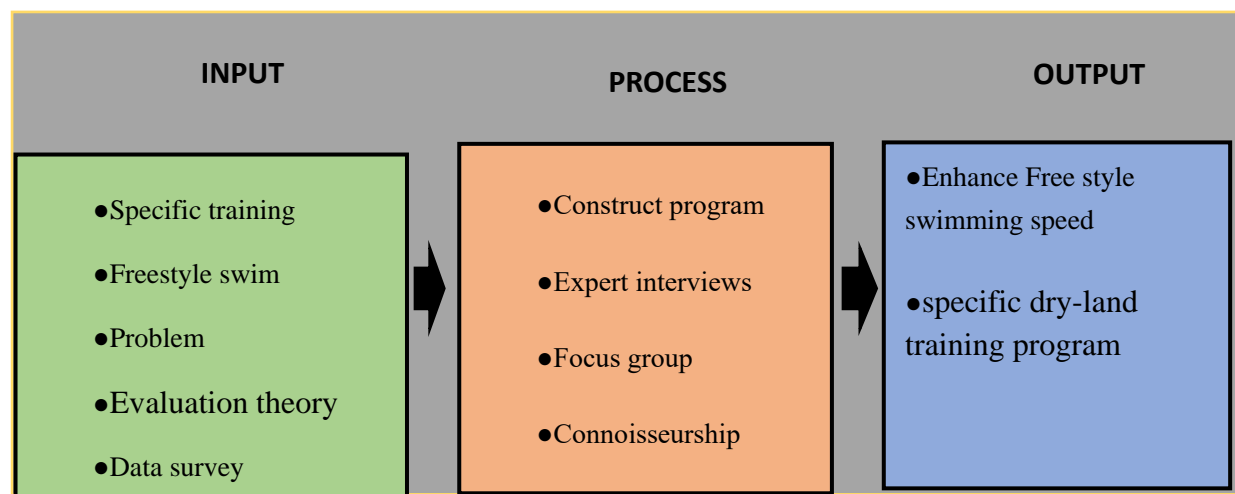 INPUT
●Specific training
●Freestyle swim
●Problem
●Evaluation theory
●Data survey
PROCESS
●Construct program
●Expert interviews
●Focus group
●Connoisseurship
OUTPUT
●Enhance Free style
swimming speed
●specific dry-land
training program